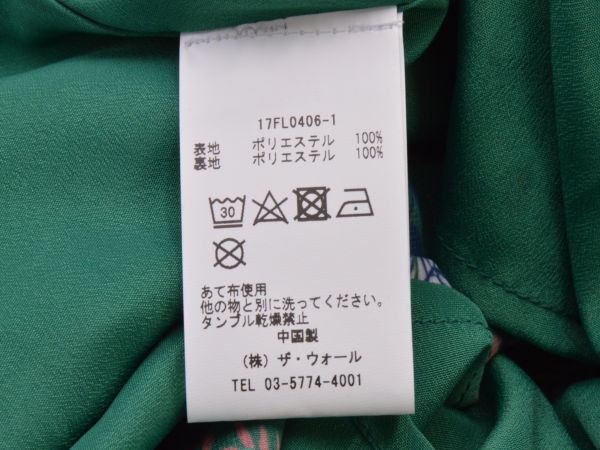 17FL0406-1
表地 ポリエステル 100%
裏地 ポリエステル 100%
30
あて布使用
他の物と別に洗ってください。
タンブル乾燥禁止
中国製
(株) ザ・ウォール
TEL 03-5774-4001